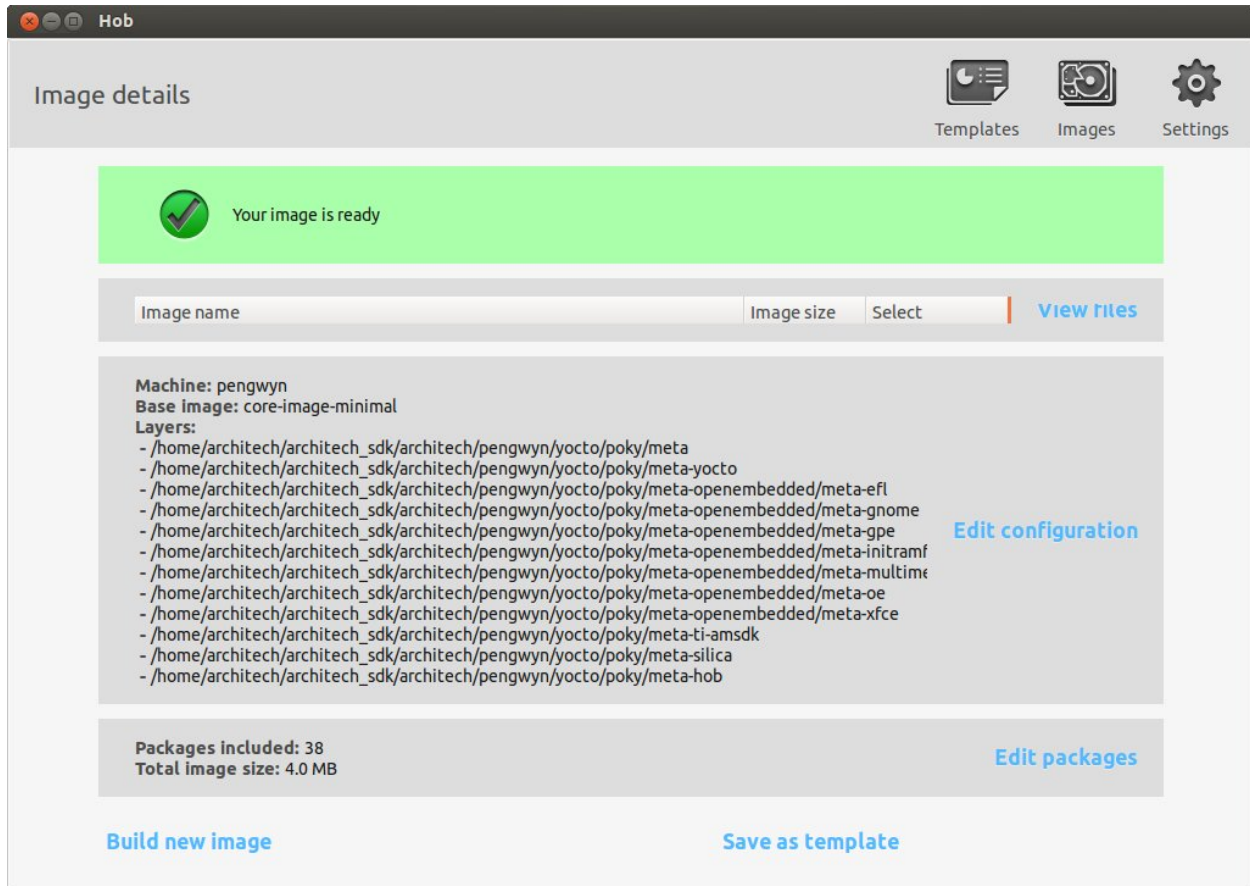 Hob
Image details
Templates
Images
Settings
Your image is ready
Image name
Image size
Select
View files
Machine: pengwyn
Base image: core-image-minimal
Layers:
- /home/architech/architech_sdk/architech/pengwyn/yocto/poky/meta
- /home/architech/architech_sdk/architech/pengwyn/yocto/poky/meta-yocto
- /home/architech/architech_sdk/architech/pengwyn/yocto/poky/meta-openembedded/meta-efl
- /home/architech/architech_sdk/architech/pengwyn/yocto/poky/meta-openembedded/meta-gnome
- /home/architech/architech_sdk/architech/pengwyn/yocto/poky/meta-openembedded/meta-gpe
- /home/architech/architech_sdk/architech/pengwyn/yocto/poky/meta-openembedded/meta-initramf
- /home/architech/architech_sdk/architech/pengwyn/yocto/poky/meta-openembedded/meta-multime
- /home/architech/architech_sdk/architech/pengwyn/yocto/poky/meta-openembedded/meta-oe
- /home/architech/architech_sdk/architech/pengwyn/yocto/poky/meta-openembedded/meta-xfce
- /home/architech/architech_sdk/architech/pengwyn/yocto/poky/meta-ti-amsdk
- /home/architech/architech_sdk/architech/pengwyn/yocto/poky/meta-silica
- /home/architech/architech_sdk/architech/pengwyn/yocto/poky/meta-hob
Edit configuration
Packages included: 38
Total image size: 4.0 MB
Edit packages
Build new image
Save as template